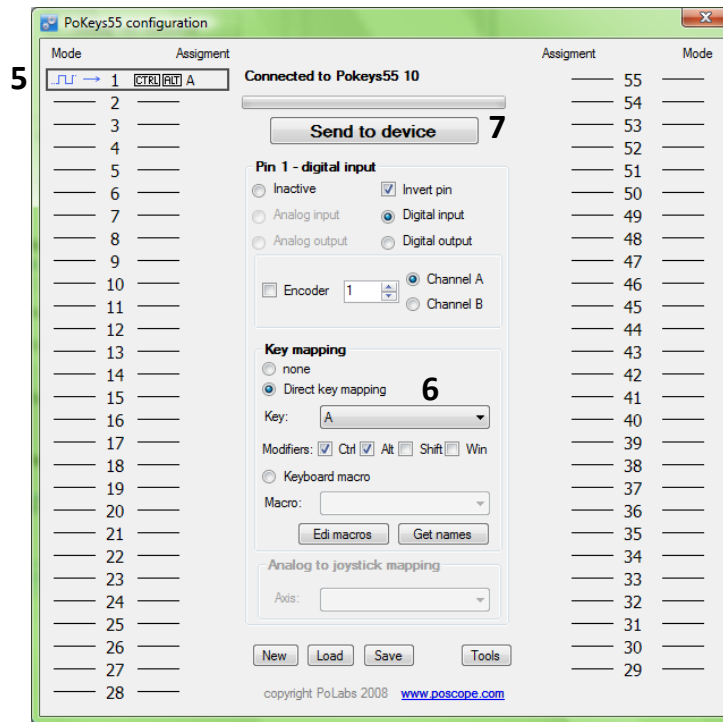 PoKeys55 configuration
Mode Assigment Assigment Mode
5 1 CTRL ALT A Connected to Pokeys55 10 55
2 54
3 Send to device 7 53
4 52
5 Pin 1 - digital input 51
6 Inactive Invert pin 50
7 Analog input Digital input 49
8 Analog output Digital output 48
9 47
10 Encoder 1 Channel A 46
11 Channel B 45
12 44
13 Key mapping 43
14 none 42
15 Direct key mapping 6 41
16 Key: A 40
17 Modifiers: Ctrl Alt Shift Win 39
18 Keyboard macro 38
19 Macro: 37
20 36
21 Edi macros Get names 35
22 34
23 Analog to joystick mapping 33
24 Axis: 32
25 31
26 New Load Save Tools 30
27 29
28 copyright PoLabs 2008 www.poscope.com